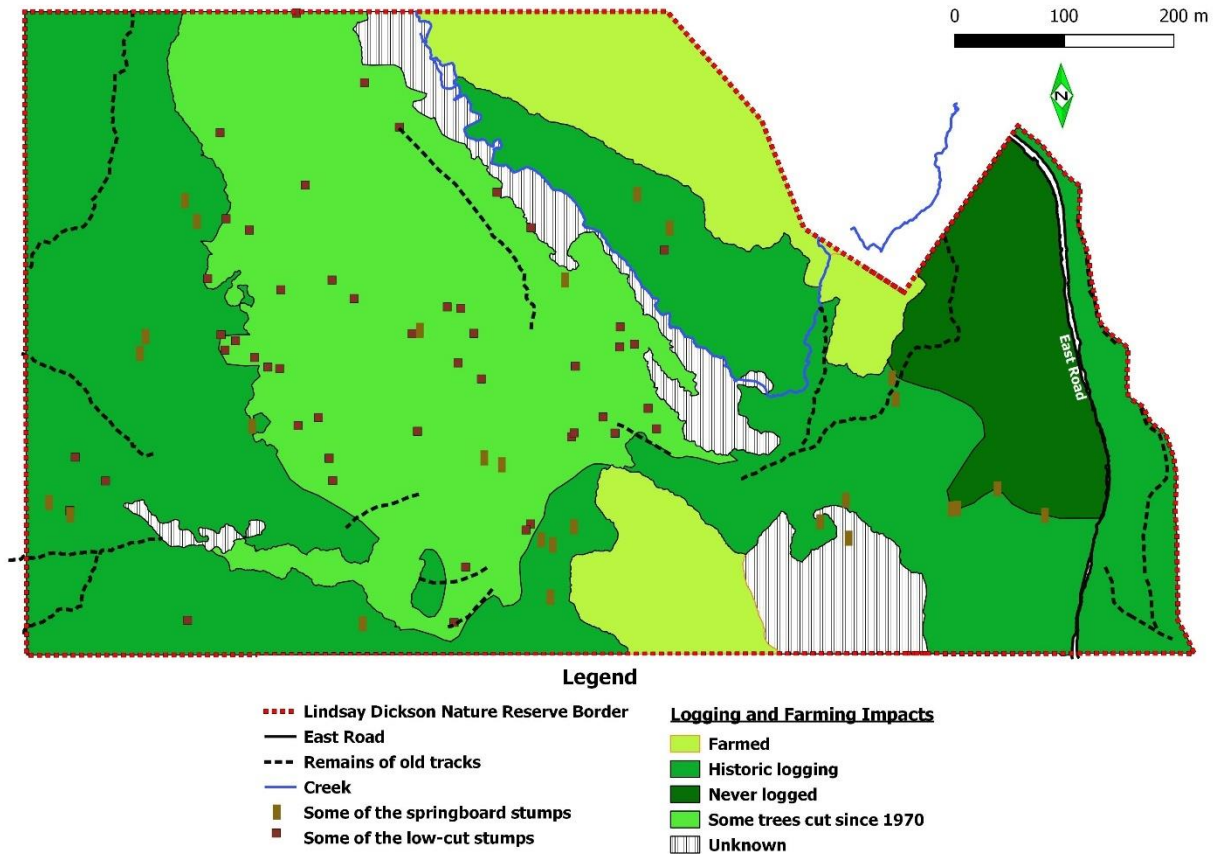 0 100 200 m
N
East Road
Legend
Lindsay Dickson Nature Reserve Border
East Road
Remains of old tracks
Creek
Some of the springboard stumps
Some of the low-cut stumps
Logging and Farming Impacts
Farmed
Historic logging
Never logged
Some trees cut since 1970
Unknown